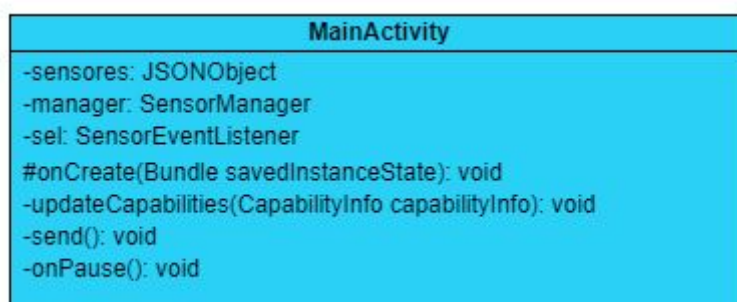 MainActivity
-sensores: JSONObject
-manager: SensorManager
-sel: SensorEventListener
#onCreate(Bundle savedInstanceState): void
-updateCapabilities(CapabilityInfo capabilityInfo): void
-send(): void
-onPause(): void